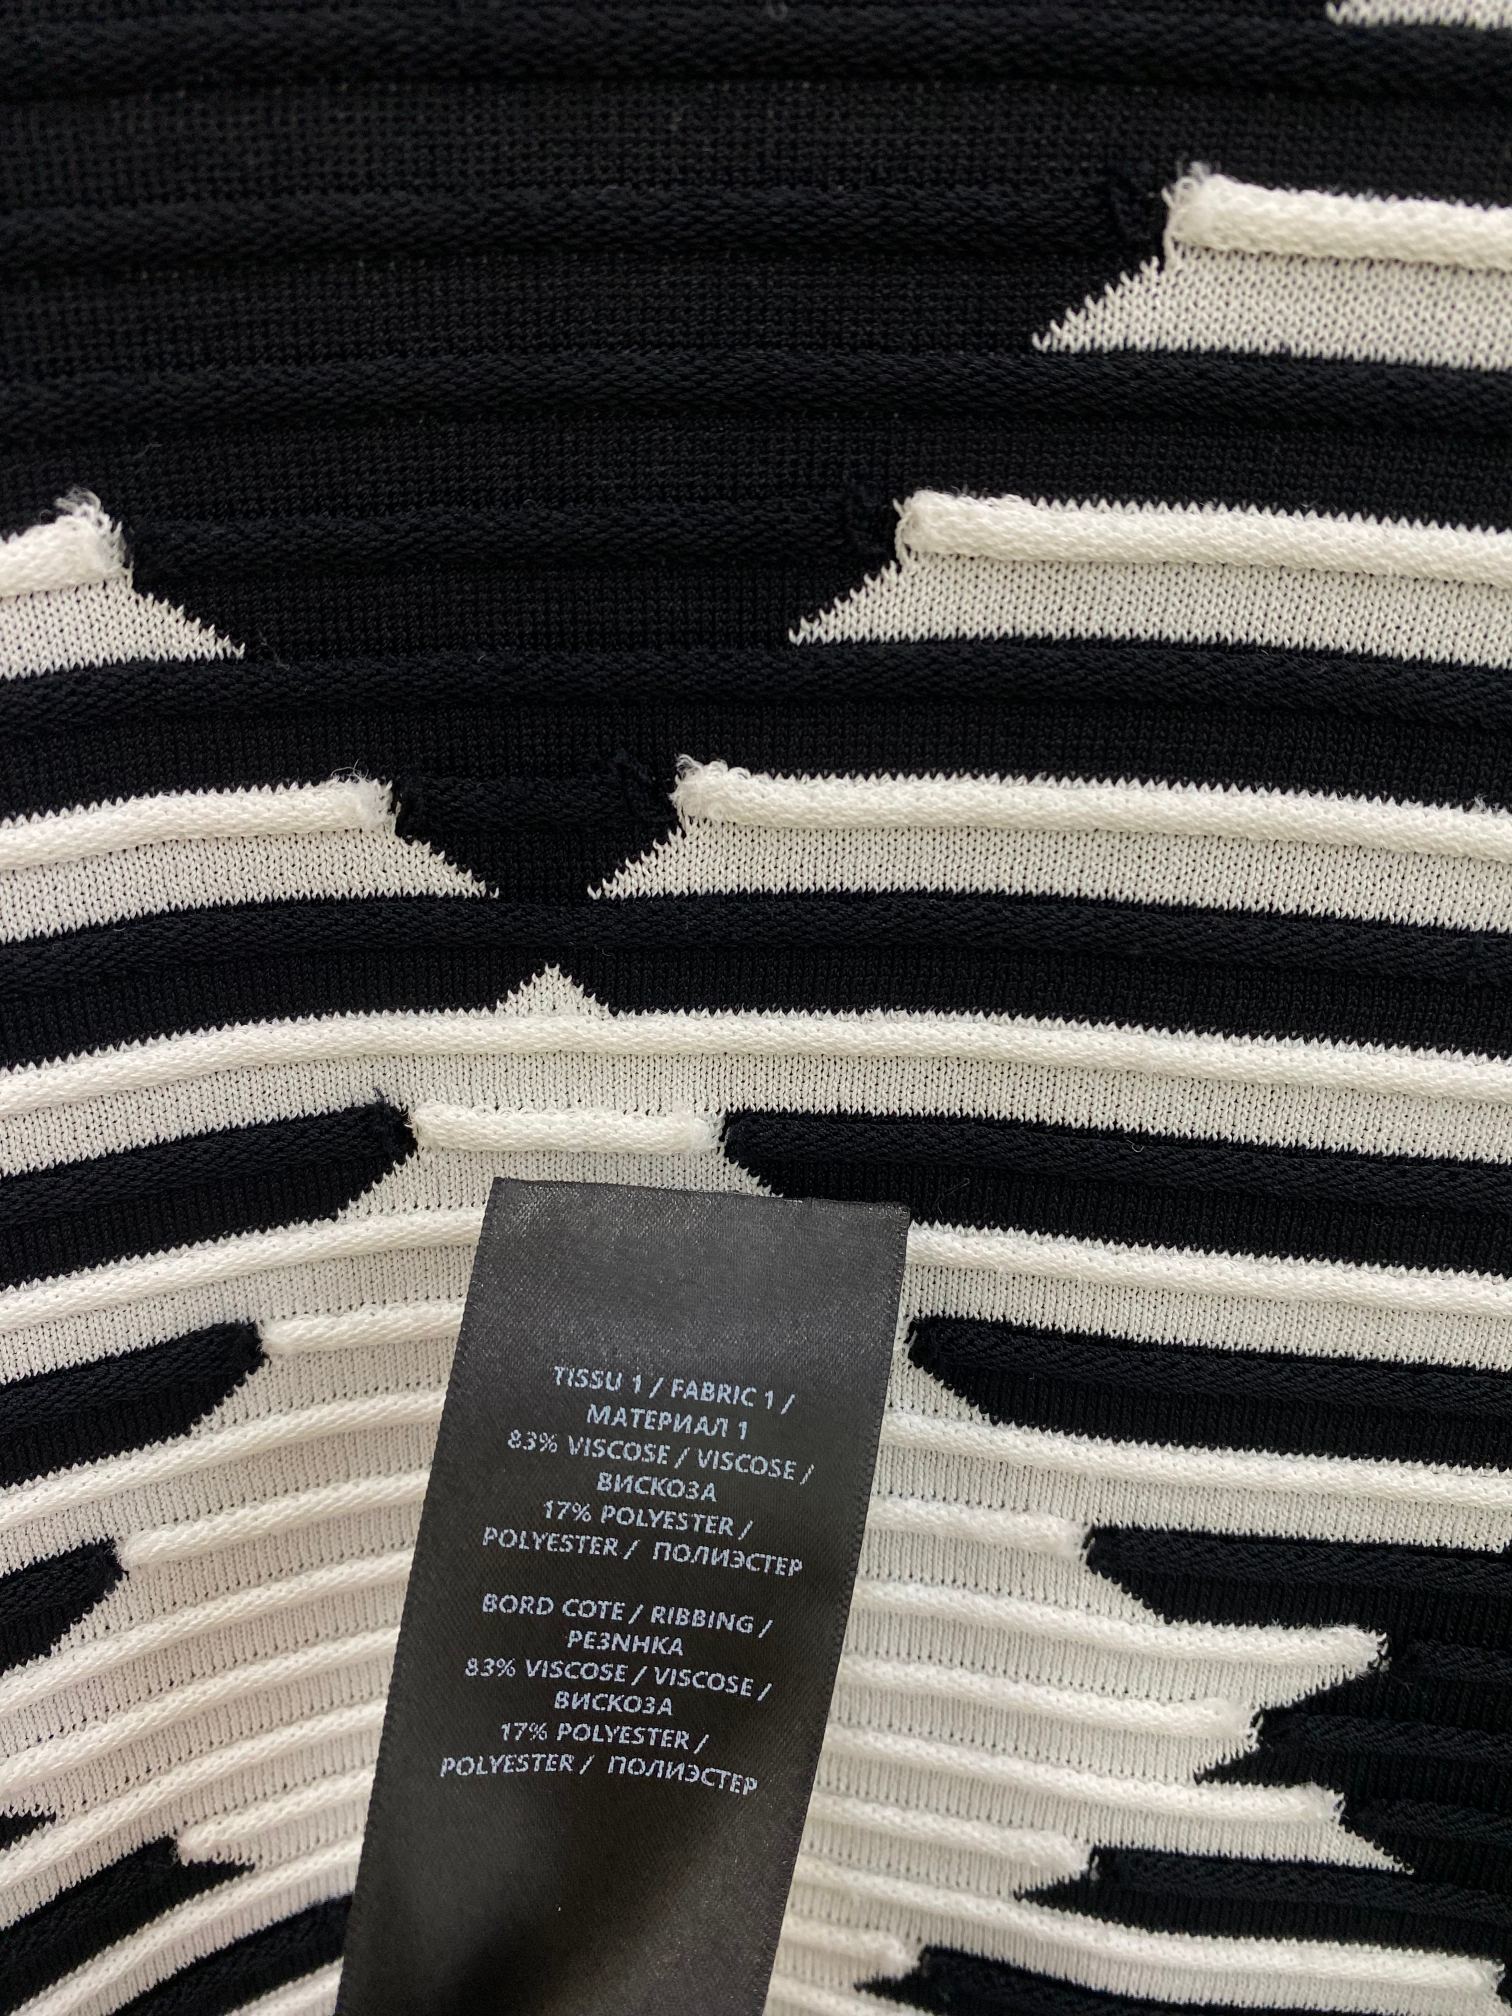 TISSU 1 / FABRIC 1 /
МАТЕРИАЛ 1
83% VISCOSE / VISCOSE /
ВИСКОЗА
17% POLYESTER /
POLYESTER / ПОЛИЭСТЕР
BORD COTE / RIBBING /
РЕЗNНКА
83% VISCOSE / VISCOSE /
ВИСКОЗА
17% POLYESTER /
POLYESTER / ПОЛИЭСТЕР